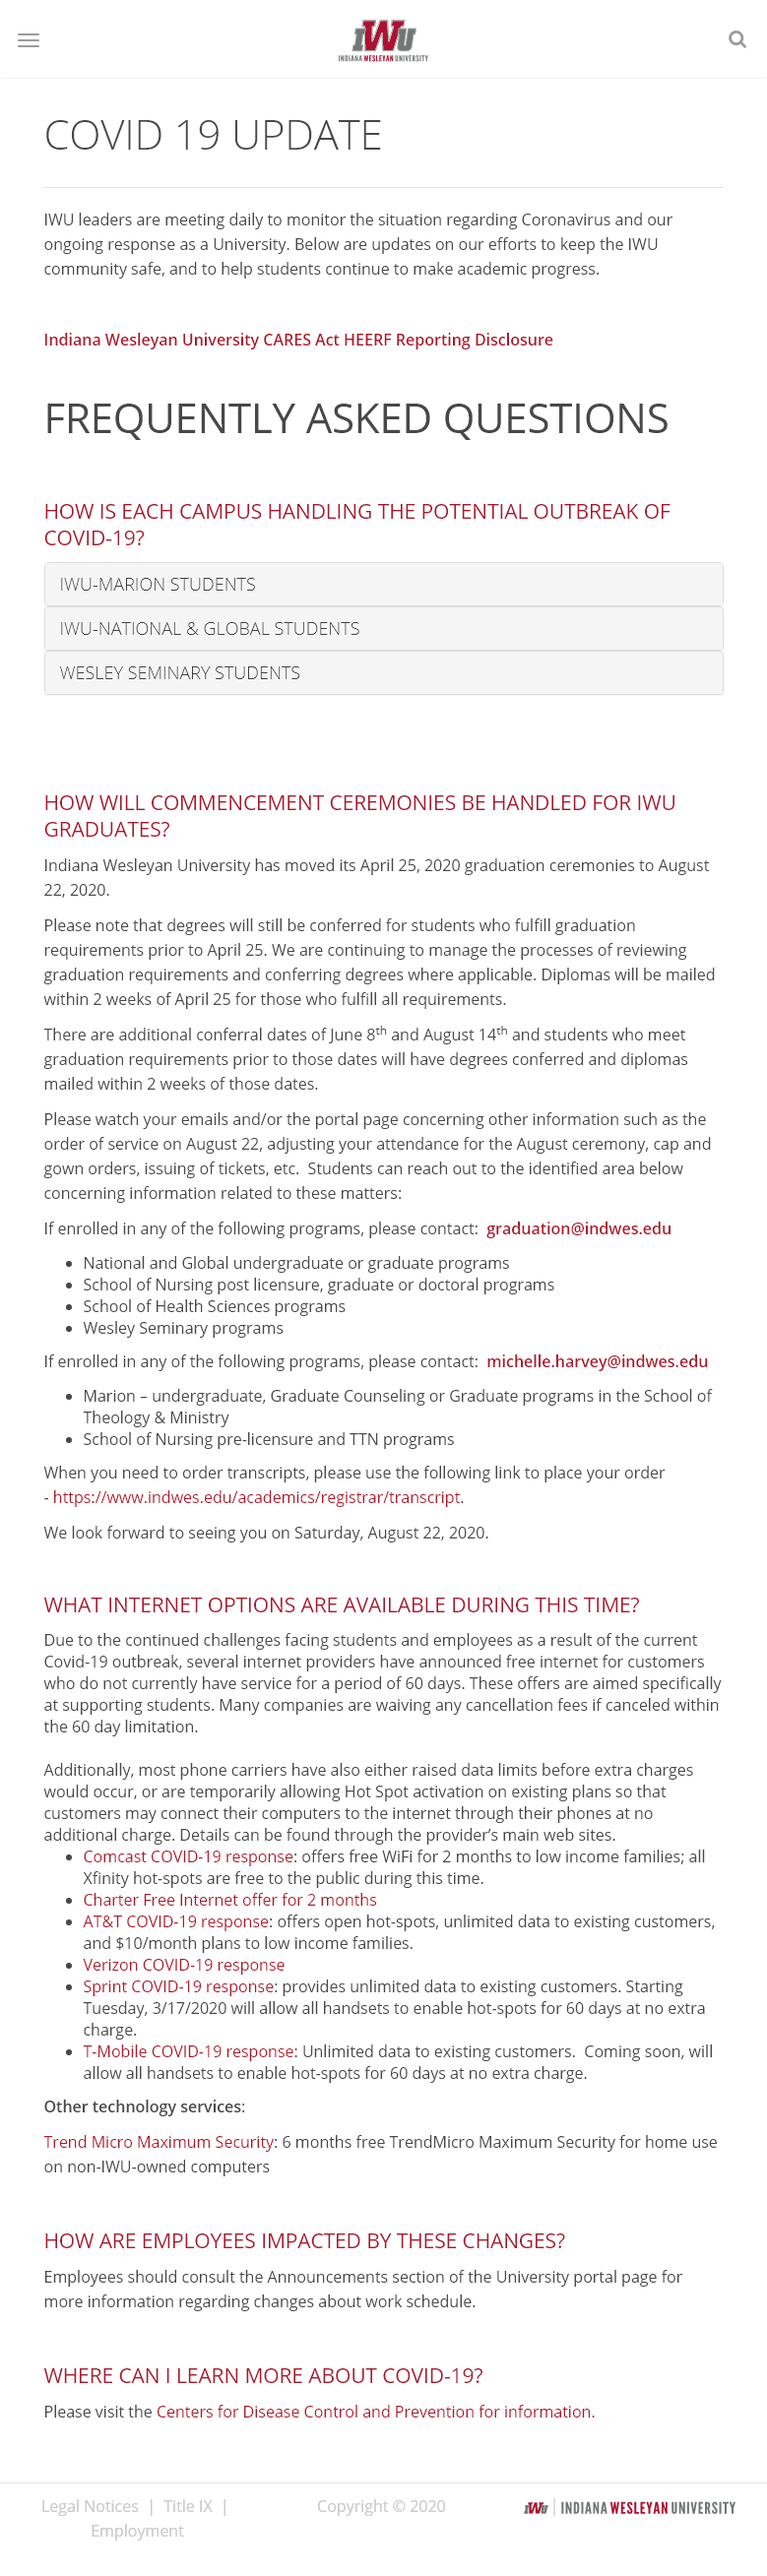 IWU
INDIANA WESLEYAN UNIVERSITY
COVID 19 UPDATE
IWU leaders are meeting daily to monitor the situation regarding Coronavirus and our
ongoing response as a University. Below are updates on our efforts to keep the IWU
community safe, and to help students continue to make academic progress.
Indiana Wesleyan University CARES Act HEERF Reporting Disclosure
FREQUENTLY ASKED QUESTIONS
HOW IS EACH CAMPUS HANDLING THE POTENTIAL OUTBREAK OF
COVID-19?
IWU-MARION STUDENTS
IWU-NATIONAL & GLOBAL STUDENTS
WESLEY SEMINARY STUDENTS
HOW WILL COMMENCEMENT CEREMONIES BE HANDLED FOR IWU
GRADUATES?
Indiana Wesleyan University has moved its April 25, 2020 graduation ceremonies to August
22, 2020.
Please note that degrees will still be conferred for students who fulfill graduation
requirements prior to April 25. We are continuing to manage the processes of reviewing
graduation requirements and conferring degrees where applicable. Diplomas will be mailed
within 2 weeks of April 25 for those who fulfill all requirements.
There are additional conferral dates of June 8th and August 14th and students who meet
graduation requirements prior to those dates will have degrees conferred and diplomas
mailed within 2 weeks of those dates.
Please watch your emails and/or the portal page concerning other information such as the
order of service on August 22, adjusting your attendance for the August ceremony, cap and
gown orders, issuing of tickets, etc.  Students can reach out to the identified area below
concerning information related to these matters:
If enrolled in any of the following programs, please contact:  graduation@indwes.edu
• National and Global undergraduate or graduate programs
• School of Nursing post licensure, graduate or doctoral programs
• School of Health Sciences programs
• Wesley Seminary programs
If enrolled in any of the following programs, please contact:  michelle.harvey@indwes.edu
• Marion – undergraduate, Graduate Counseling or Graduate programs in the School of
Theology & Ministry
• School of Nursing pre-licensure and TTN programs
When you need to order transcripts, please use the following link to place your order
- https://www.indwes.edu/academics/registrar/transcript.
We look forward to seeing you on Saturday, August 22, 2020.
WHAT INTERNET OPTIONS ARE AVAILABLE DURING THIS TIME?
Due to the continued challenges facing students and employees as a result of the current
Covid-19 outbreak, several internet providers have announced free internet for customers
who do not currently have service for a period of 60 days. These offers are aimed specifically
at supporting students. Many companies are waiving any cancellation fees if canceled within
the 60 day limitation.
Additionally, most phone carriers have also either raised data limits before extra charges
would occur, or are temporarily allowing Hot Spot activation on existing plans so that
customers may connect their computers to the internet through their phones at no
additional charge. Details can be found through the provider’s main web sites.
• Comcast COVID-19 response: offers free WiFi for 2 months to low income families; all
Xfinity hot-spots are free to the public during this time.
• Charter Free Internet offer for 2 months
• AT&T COVID-19 response: offers open hot-spots, unlimited data to existing customers,
and $10/month plans to low income families.
• Verizon COVID-19 response
• Sprint COVID-19 response: provides unlimited data to existing customers. Starting
Tuesday, 3/17/2020 will allow all handsets to enable hot-spots for 60 days at no extra
charge.
• T-Mobile COVID-19 response: Unlimited data to existing customers.  Coming soon, will
allow all handsets to enable hot-spots for 60 days at no extra charge.
Other technology services:
Trend Micro Maximum Security: 6 months free TrendMicro Maximum Security for home use
on non-IWU-owned computers
HOW ARE EMPLOYEES IMPACTED BY THESE CHANGES?
Employees should consult the Announcements section of the University portal page for
more information regarding changes about work schedule.
WHERE CAN I LEARN MORE ABOUT COVID-19?
Please visit the Centers for Disease Control and Prevention for information.
Legal Notices | Title IX |
Employment
Copyright © 2020
IWU | INDIANA WESLEYAN UNIVERSITY